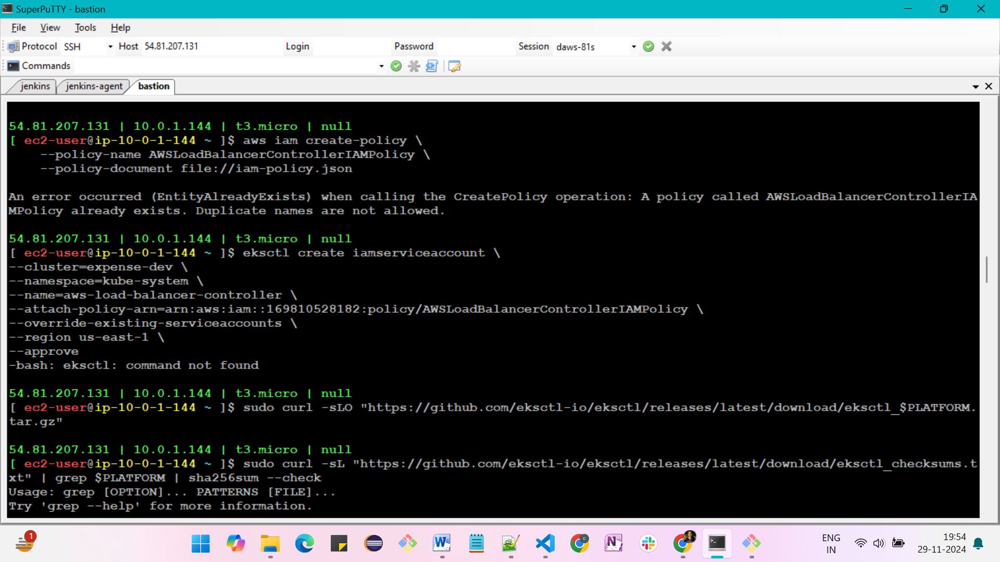 SuperPuTTY - bastion
File View Tools Help
Protocol SSH Host 54.81.207.131 Login Password Session daws-81s
Commands
jenkins jenkins-agent bastion
54.81.207.131 | 10.0.1.144 | t3.micro | null
[ ec2-user@ip-10-0-1-144 ~ ]$ aws iam create-policy \
--policy-name AWSLoadBalancerControllerIAMPolicy \
--policy-document file://iam-policy.json
An error occurred (EntityAlreadyExists) when calling the CreatePolicy operation: A policy called AWSLoadBalancerControllerIA
MPolicy already exists. Duplicate names are not allowed.
54.81.207.131 | 10.0.1.144 | t3.micro | null
[ ec2-user@ip-10-0-1-144 ~ ]$ eksctl create iamserviceaccount \
--cluster=expense-dev \
--namespace=kube-system \
--name=aws-load-balancer-controller \
--attach-policy-arn=arn:aws:iam::169810528182:policy/AWSLoadBalancerControllerIAMPolicy \
--override-existing-serviceaccounts \
--region us-east-1 \
--approve
-bash: eksctl: command not found
54.81.207.131 | 10.0.1.144 | t3.micro | null
[ ec2-user@ip-10-0-1-144 ~ ]$ sudo curl -sLO "https://github.com/eksctl-io/eksctl/releases/latest/download/eksctl_$PLATFORM.
tar.gz"
54.81.207.131 | 10.0.1.144 | t3.micro | null
[ ec2-user@ip-10-0-1-144 ~ ]$ sudo curl -sL "https://github.com/eksctl-io/eksctl/releases/latest/download/eksctl_checksums.t
xt" | grep $PLATFORM | sha256sum --check
Usage: grep [OPTION]... PATTERNS [FILE]...
Try 'grep --help' for more information.
1
ENG
IN
19:54
29-11-2024